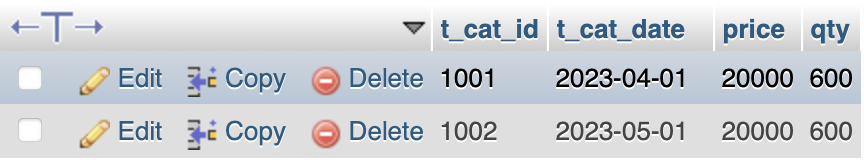 t_cat_id t_cat_date price qty
Edit Copy Delete 1001 2023-04-01 20000 600
Edit Copy Delete 1002 2023-05-01 20000 600